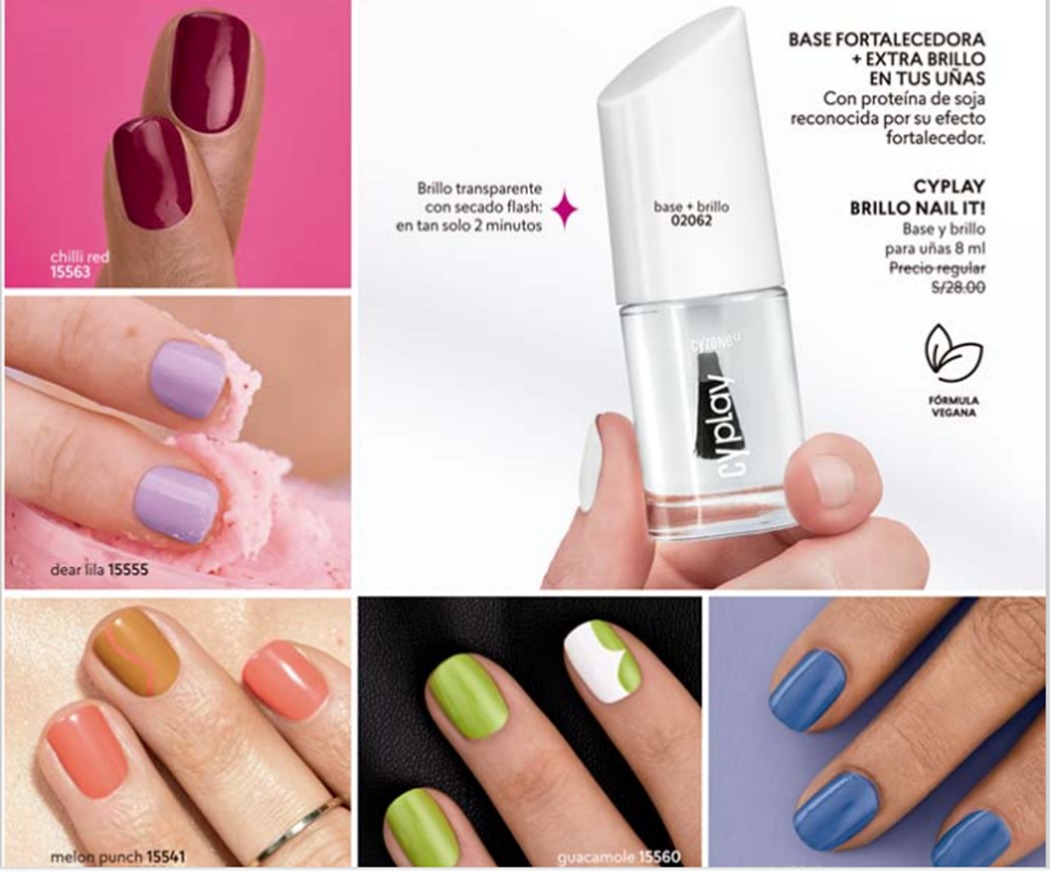 chilli red
15563
dear lila 15555
melon punch 15541
guacamole 15560
Brillo transparente
con secado flash:
en tan solo 2 minutos
base + brillo
02062
CYZONE
cyplay
BASE FORTALECEDORA
+ EXTRA BRILLO
EN TUS UÑAS
Con proteína de soja
reconocida por su efecto
fortalecedor.
CYPLAY
BRILLO NAIL IT!
Base y brillo
para uñas 8 ml
Precio regular
S/28.00
FÓRMULA
VEGANA